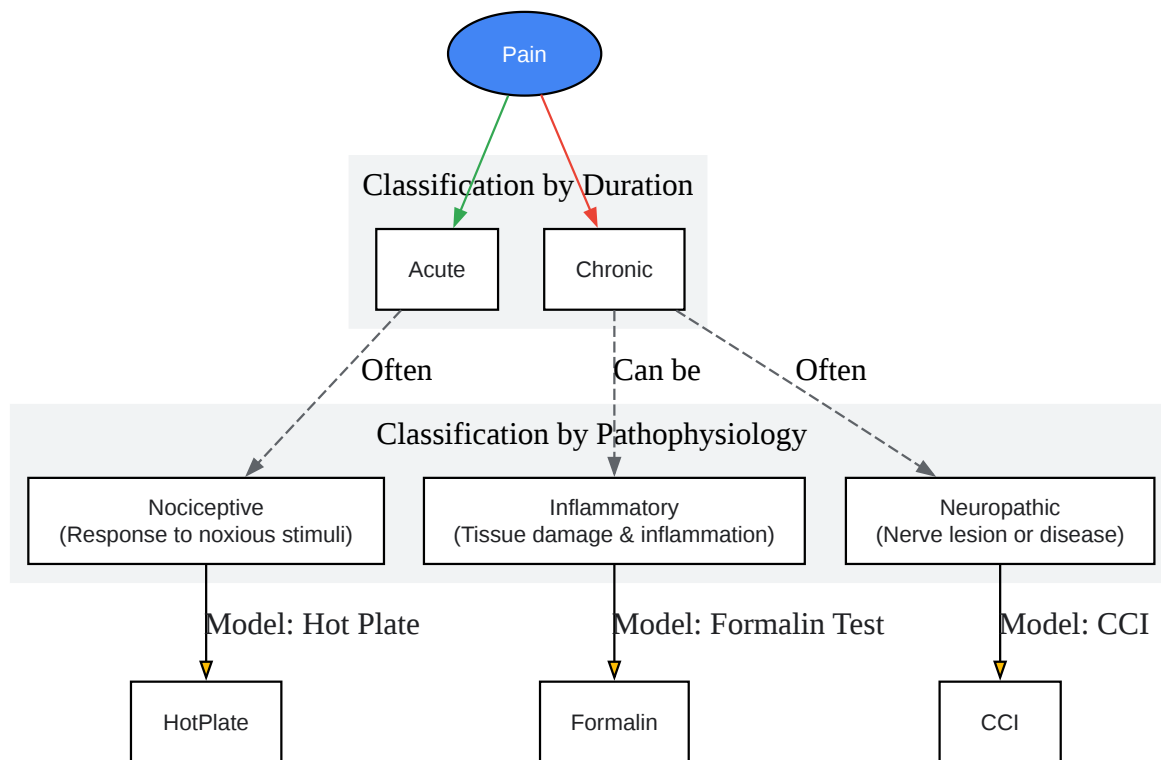 Pain
Classification by Duration
Acute
Chronic
Often
Can be
Often
Classification by Pathophysiology
Nociceptive
(Response to noxious stimuli)
Inflammatory
(Tissue damage & inflammation)
Neuropathic
(Nerve lesion or disease)
Model: Hot Plate
Model: Formalin Test
Model: CCI
HotPlate
Formalin
CCI